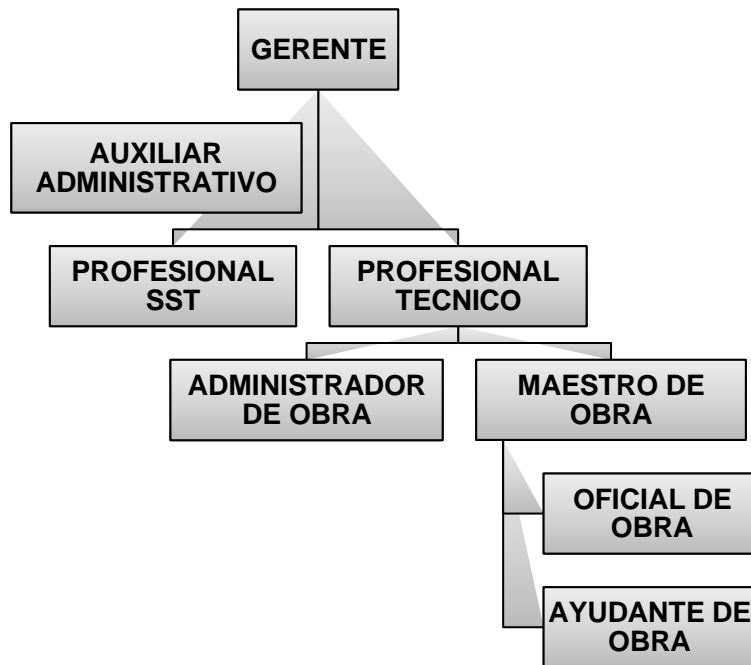 GERENTE
AUXILIAR
ADMINISTRATIVO
PROFESIONAL
SST
PROFESIONAL
TECNICO
ADMINISTRADOR
DE OBRA
MAESTRO DE
OBRA
OFICIAL DE
OBRA
AYUDANTE DE
OBRA